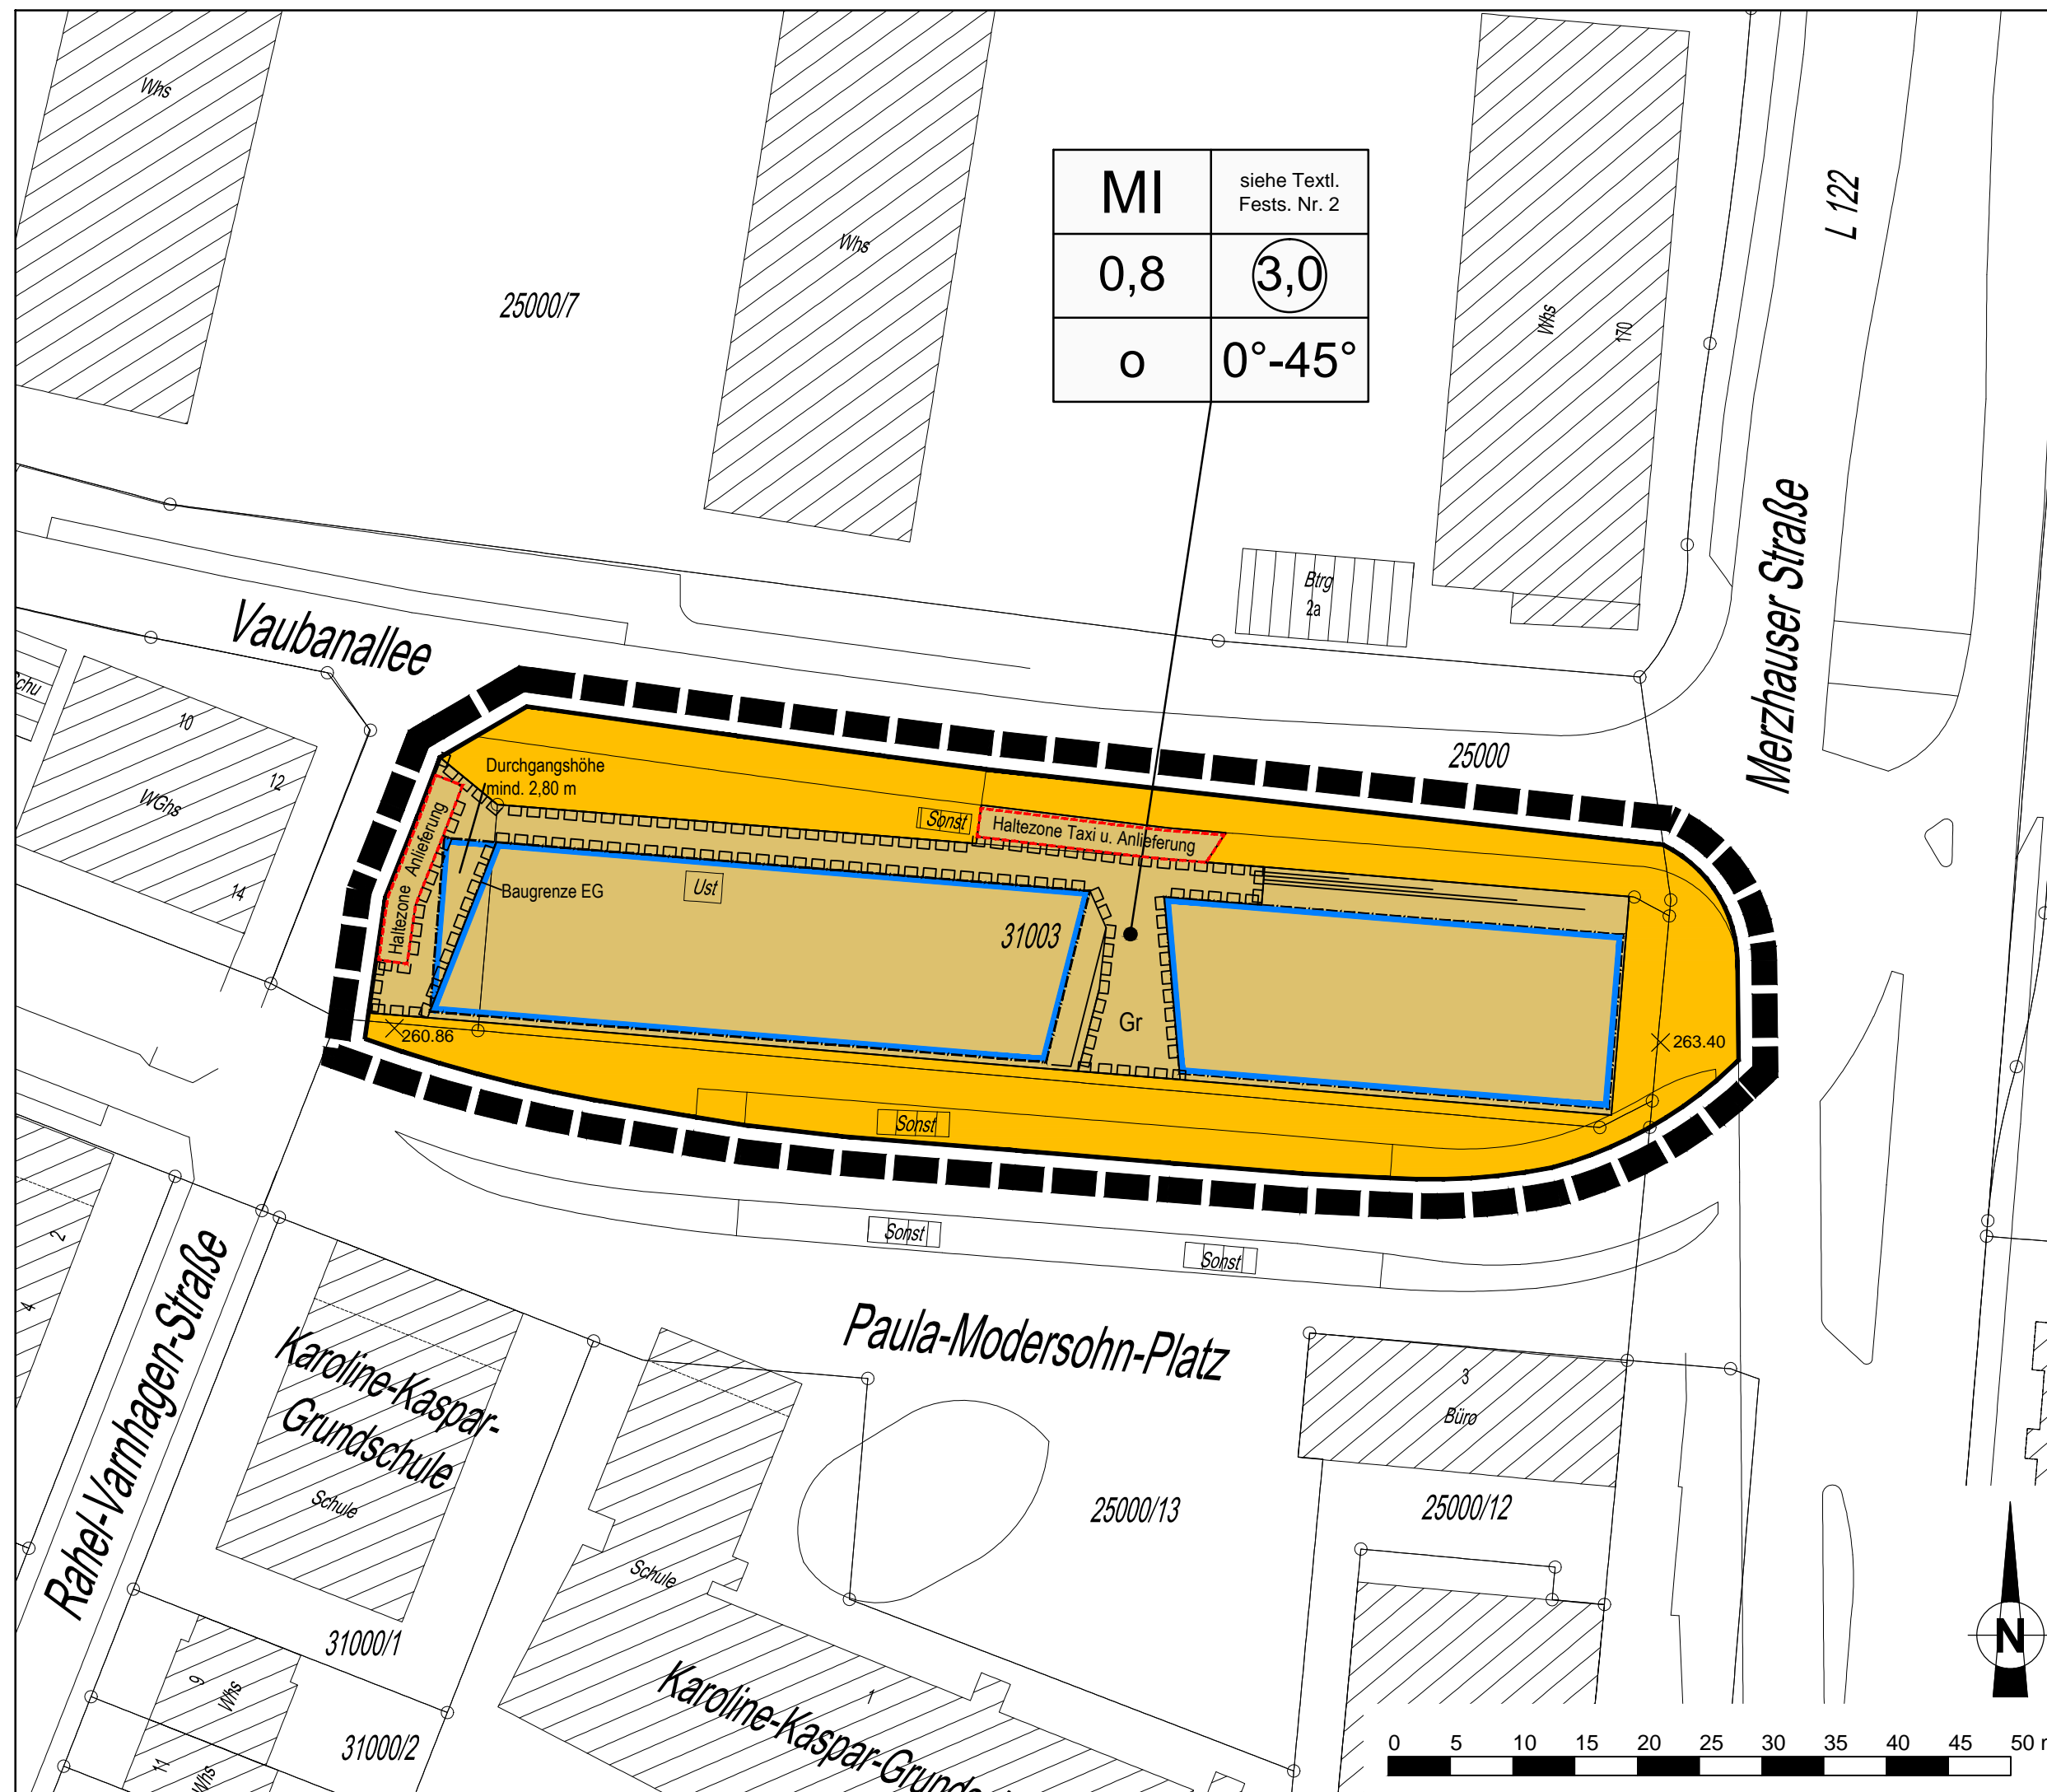 Whs
Whs
25000/7
MI
siehe Textl.
Fests. Nr. 2
0,8
3,0
o
0°-45°
Whs
170
L 122
Merzhauser Straße
Btrg
2a
Vaubanallee
10
12
WGhs
14
25000
Durchgangshöhe
mind. 2,80 m
Haltezone Anlieferung
Sonst
Haltezone Taxi u. Anlieferung
Baugrenze EG
Ust
31003
Gr
260.86
263.40
Sonst
Sonst
Sonst
2
4
Rahel-Varnhagen-Straße
Karoline-Kaspar-
Grundschule
Schule
Paula-Modersohn-Platz
3
Büro
25000/13
25000/12
Schule
31000/1
9
Whs
31000/2
11
Whs
1
N
0 5 10 15 20 25 30 35 40 45 50